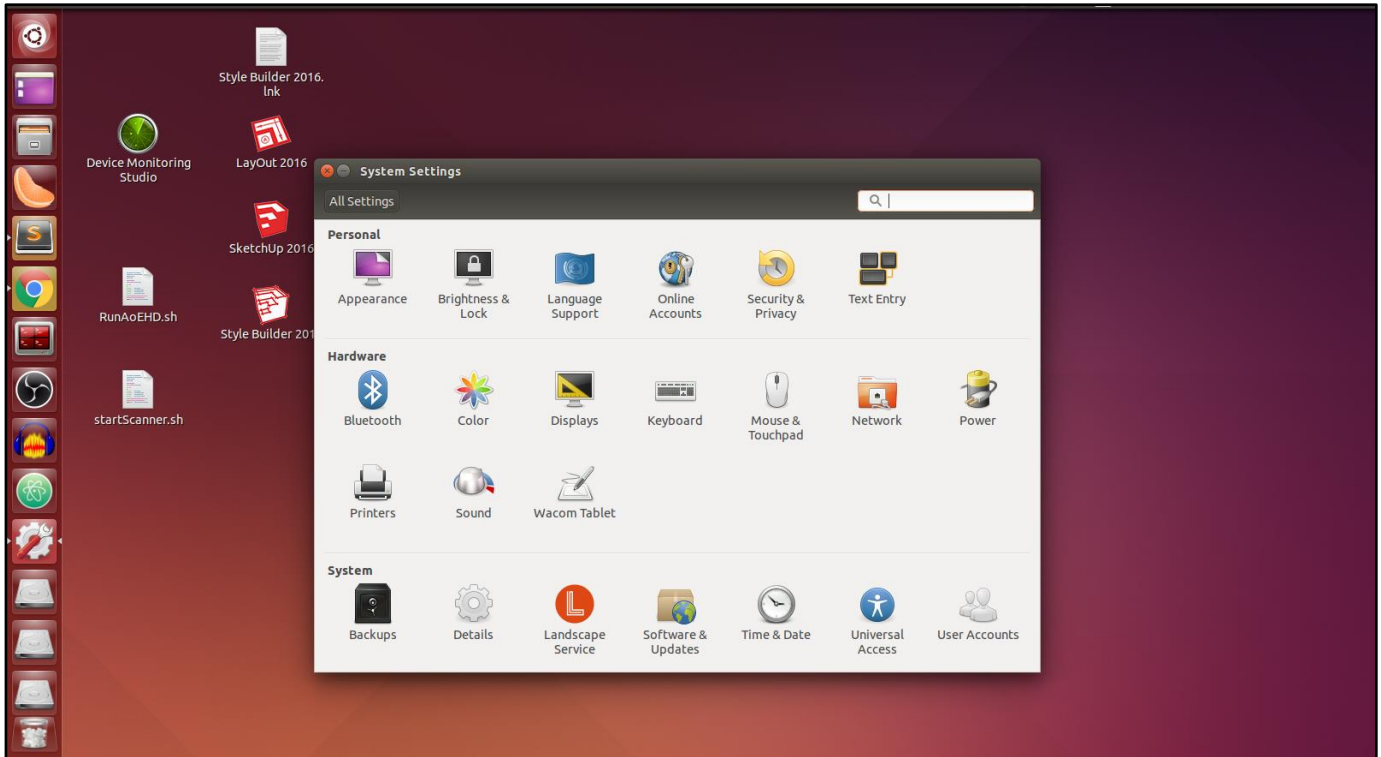 Style Builder 2016.
lnk
Device Monitoring
Studio
LayOut 2016
SketchUp 2016
RunAoEHD.sh
Style Builder 201
startScanner.sh
System Settings
All Settings
Personal
Appearance
Brightness &
Lock
Language
Support
Online
Accounts
Security &
Privacy
Text Entry
Hardware
Bluetooth
Color
Displays
Keyboard
Mouse &
Touchpad
Network
Power
Printers
Sound
Wacom Tablet
System
Backups
Details
Landscape
Service
Software &
Updates
Time & Date
Universal
Access
User Accounts